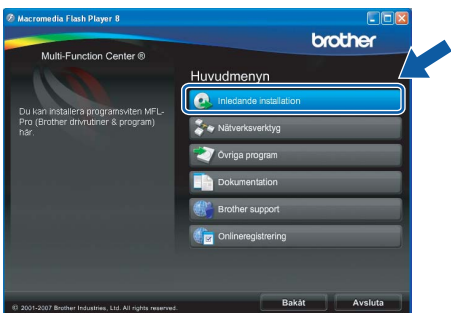 Macromedia Flash Player 8
brother
Multi-Function Center ®
Huvudmenyn
Inledande installation
Du kan installera programsviten MFL-
Pro (Brother drivrutiner & program)
här.
Nätverksverktyg
Övriga program
Dokumentation
Brother support
Onlineregistrering
© 2001-2007 Brother Industries, Ltd. All rights reserved.
Bakåt
Avsluta